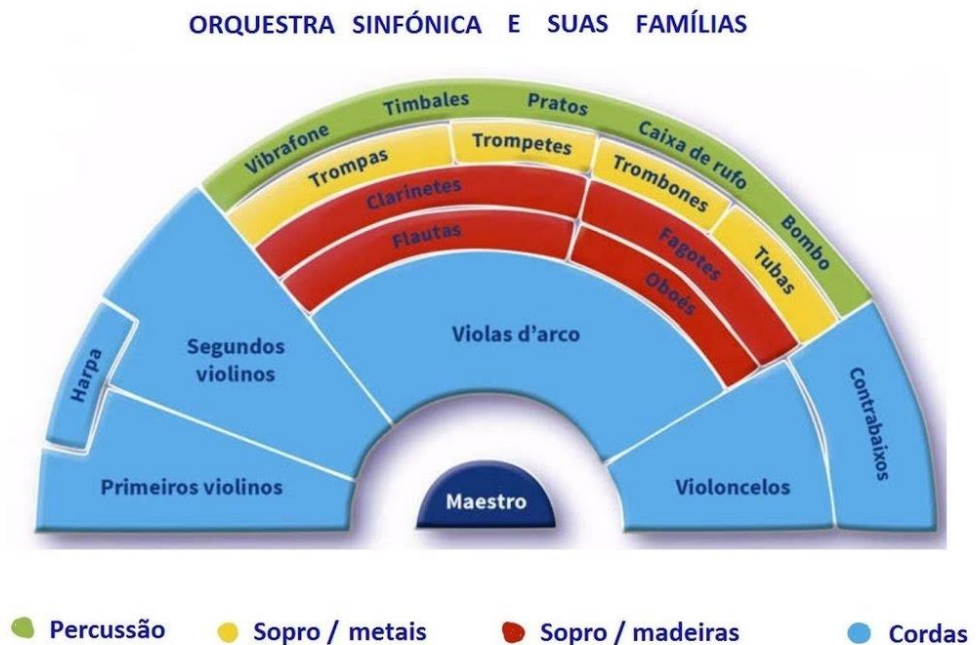 ORQUESTRA SINFÓNICA E SUAS FAMÍLIAS
Vibrafone
Timbales
Pratos
Caixa de rufo
Bombo
Trompas
Trompetes
Trombones
Tubas
Clarinetes
Fagotes
Flautas
Oboés
Violas d’arco
Segundos
violinos
Harpa
Primeiros violinos
Maestro
Violoncelos
Contrabaixos
Percussão
Sopro / metais
Sopro / madeiras
Cordas